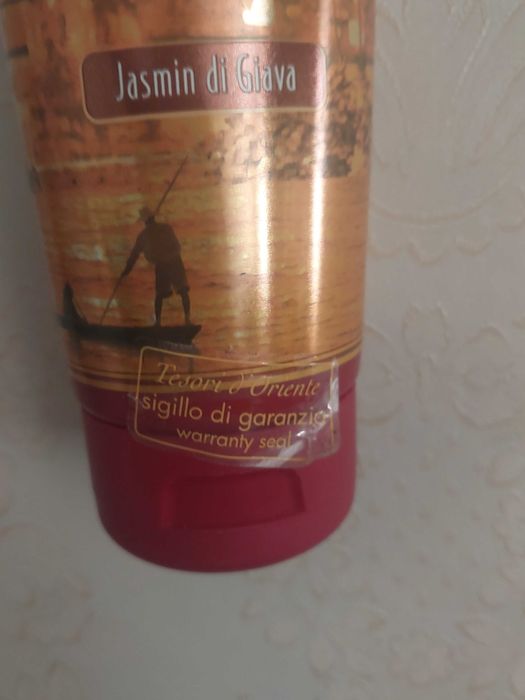 Jasmin di Giava
Tesori d'Oriente
sigillo di garanzia
warranty seal